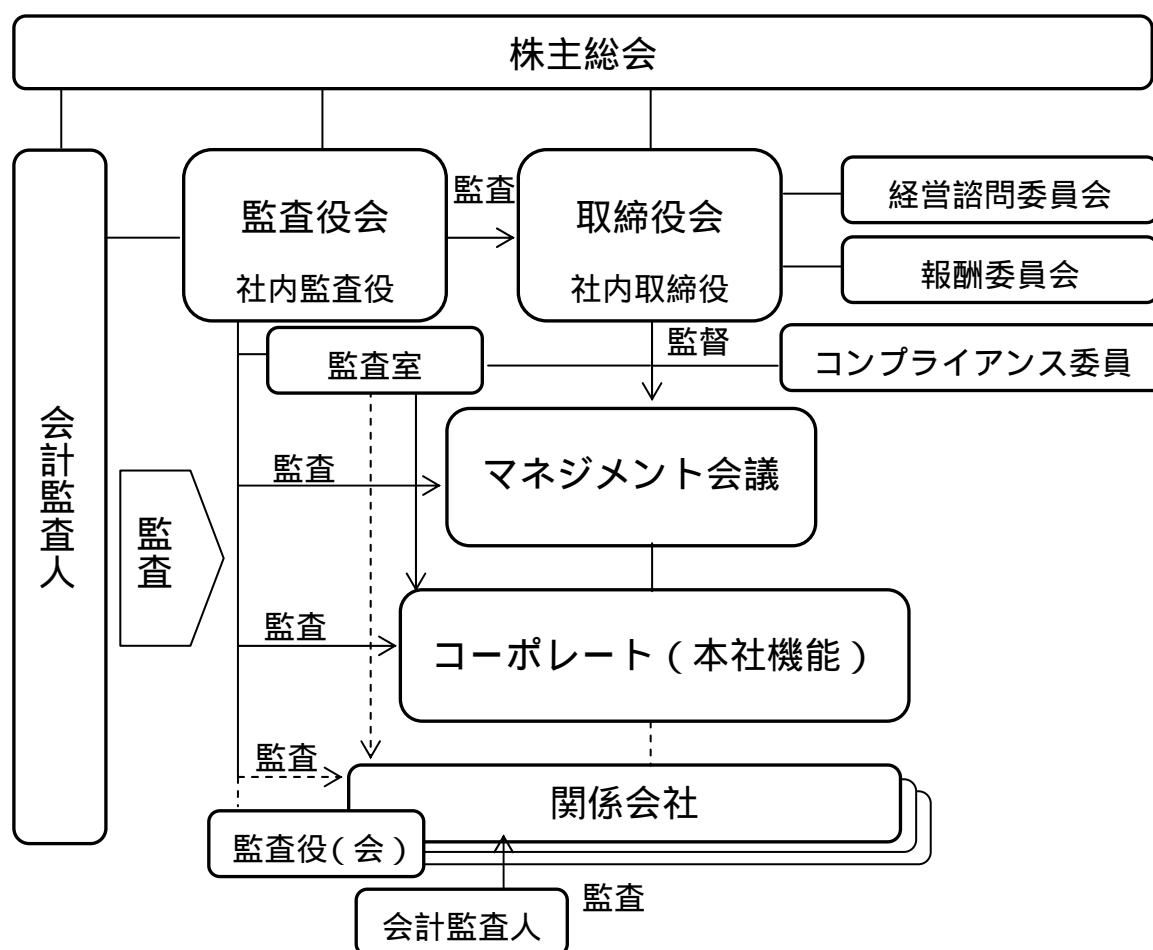 株主総会
監査役会
社内監査役
監査
取締役会
社内取締役
経営諮問委員会
報酬委員会
監査室
監督
コンプライアンス委員
会計監査人
監査
監査
マネジメント会議
監査
コーポレート(本社機能)
監査
関係会社
監査役(会)
会計監査人
監査